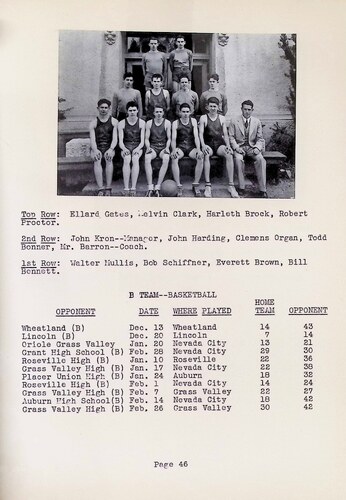 Top Row: Ellard Gates, Melvin Clark, Harleth Brock, Robert
Proctor.
2nd Row: John Kron--Manager, John Harding, Clemens Organ, Todd
Bonner, Mr. Barron--Coach.
1st Row: Walter Mullis, Bob Schiffner, Everett Brown, Bill
Bennett.
B TEAM--BASKETBALL
OPPONENT DATE WHERE PLAYED HOME TEAM OPPONENT
Wheatland (B) Dec. 13 Wheatland 14 43
Lincoln (B) Dec. 20 Lincoln 7 14
Oriole Grass Valley Jan. 20 Nevada City 13 21
Grant High School (B) Feb. 28 Nevada City 29 30
Roseville High (B) Jan. 10 Roseville 22 36
Grass Valley High (B) Jan. 17 Nevada City 22 38
Placer Union High (B) Jan. 24 Auburn 18 32
Roseville High (B) Feb. 1 Nevada City 14 24
Grass Valley High (B) Feb. 7 Grass Valley 22 27
Auburn High School(B) Feb. 14 Nevada City 18 42
Grass Valley High (B) Feb. 26 Grass Valley 30 42
Page 46